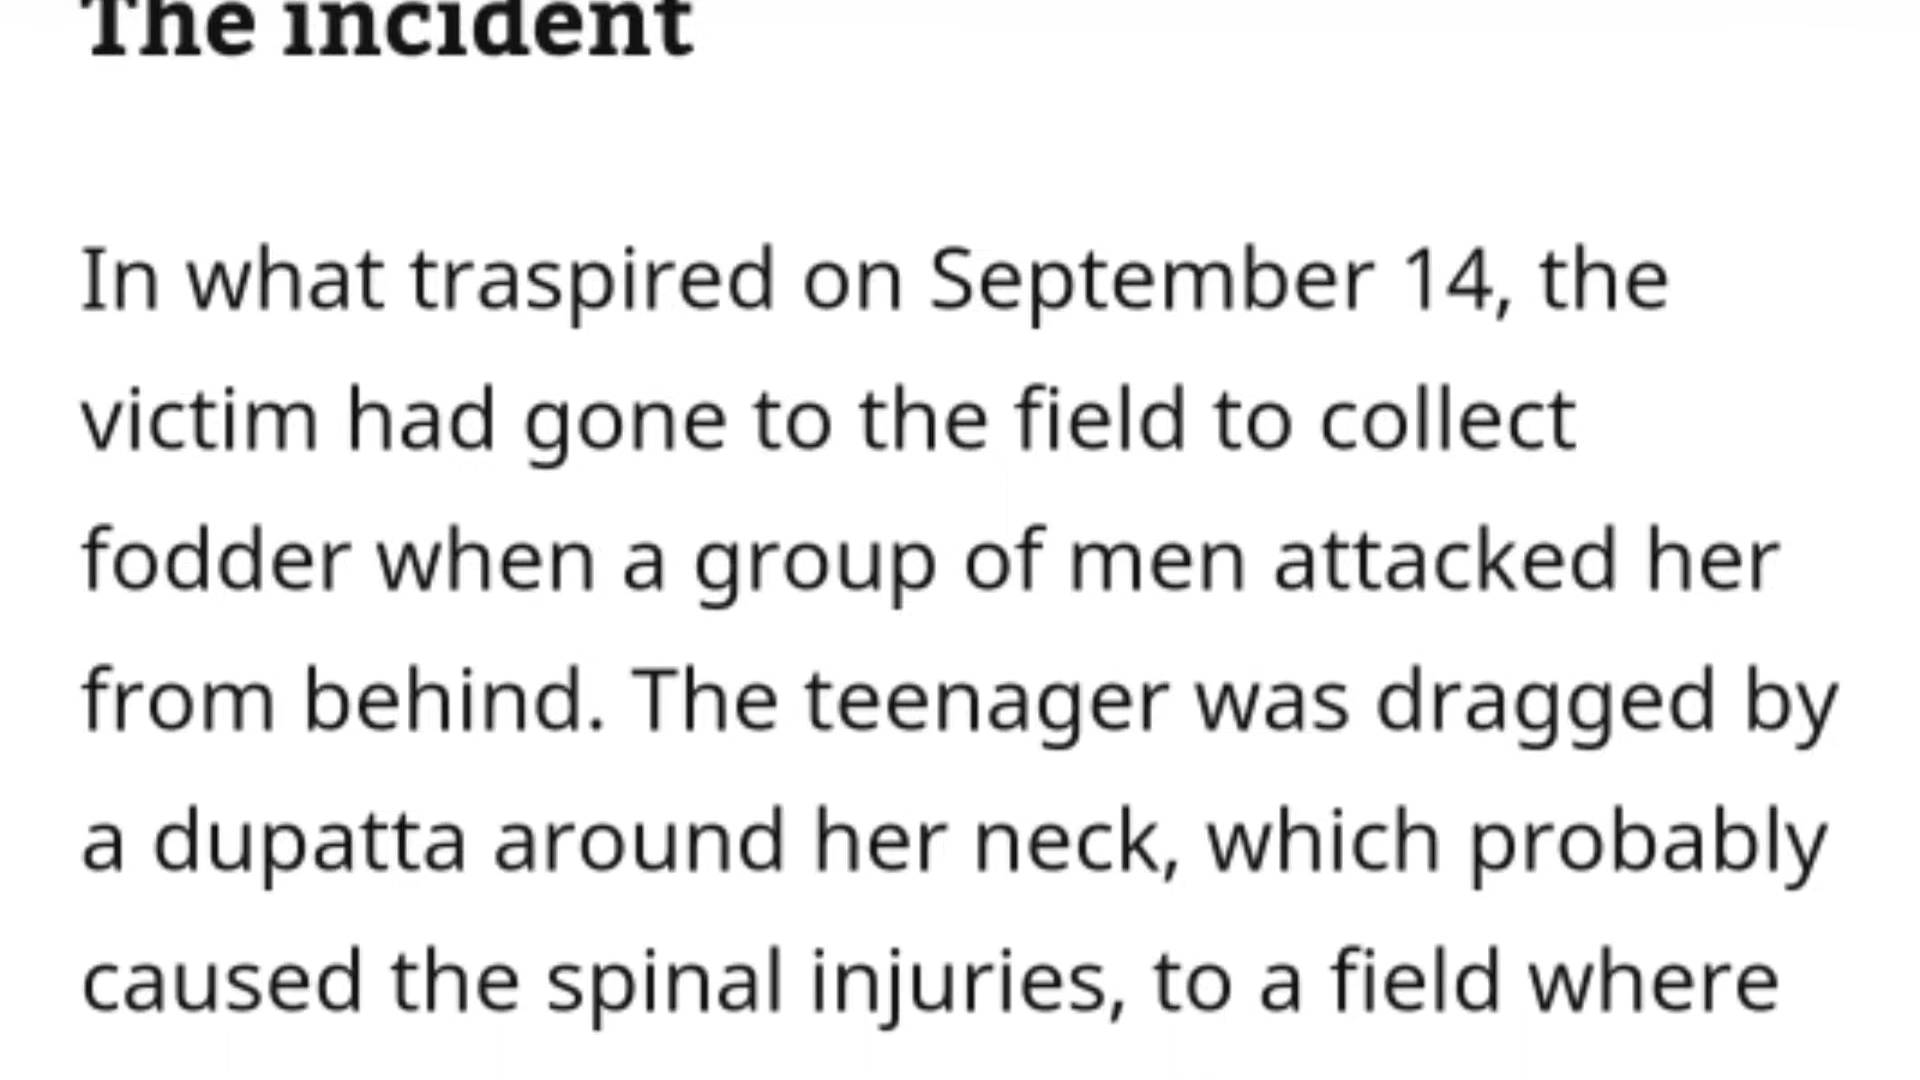 The incident
In what traspired on September 14, the
victim had gone to the field to collect
fodder when a group of men attacked her
from behind. The teenager was dragged by
a dupatta around her neck, which probably
caused the spinal injuries, to a field where